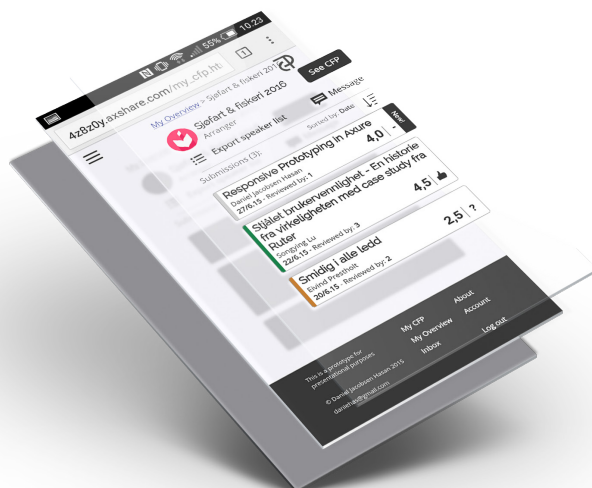 55% 10.23
4z8z0y.axshare.com/my_cfp.ht
1
My Overview > Sjøfart & fiskeri 201
Sjøfart & fiskeri 2016
Arranger
See CFP
Export speaker list
Message
Submissions (3):
Sorted by: Date
Responsive Prototyping in Axure
Daniel Jacobsen Hasan
27/6.15 - Reviewed by: 1
4,0 | -
New!
Stjålet brukervennlighet - En historie
fra virkeligheten med case study fra
Ruter
Songying Lu
22/6.15 - Reviewed by: 3
4,5 |
Smidig i alle ledd
Eivind Prestholt
20/6.15 - Reviewed by: 2
2,5 | ?
This is a prototype for
presentational purposes
© Daniel Jacobsen Hasan 2015
My CFP
My Overview
Inbox
About
Account
Log out